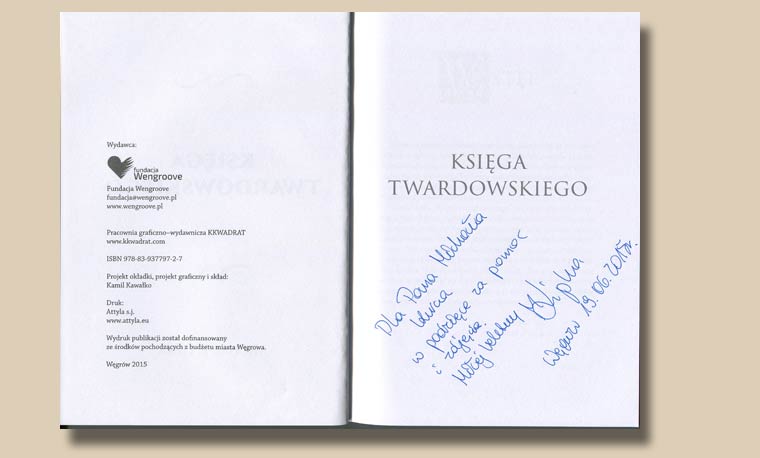 Wydawca:
fundacja
Wengroove
Fundacja Wengroove
fundacja@wengroove.pl
www.wengroove.pl
Pracownia graficzno–wydawnicza KKWADRAT
www.kkwadrat.com
ISBN 978-83-937797-2-7
Projekt okładki, projekt graficzny i skład:
Kamil Kawałko
Druk:
Attyla s.j.
www.attyla.eu
Wydruk publikacji został dofinansowany
ze środków pochodzących z budżetu miasta Węgrowa.
Węgrów 2015
KSIĘGA
TWARDOWSKIEGO
Dla Pana Michała
w podzięce za pomoc
i zdjęcia
Miłej lektury
Węgrów 19.06.2015r.